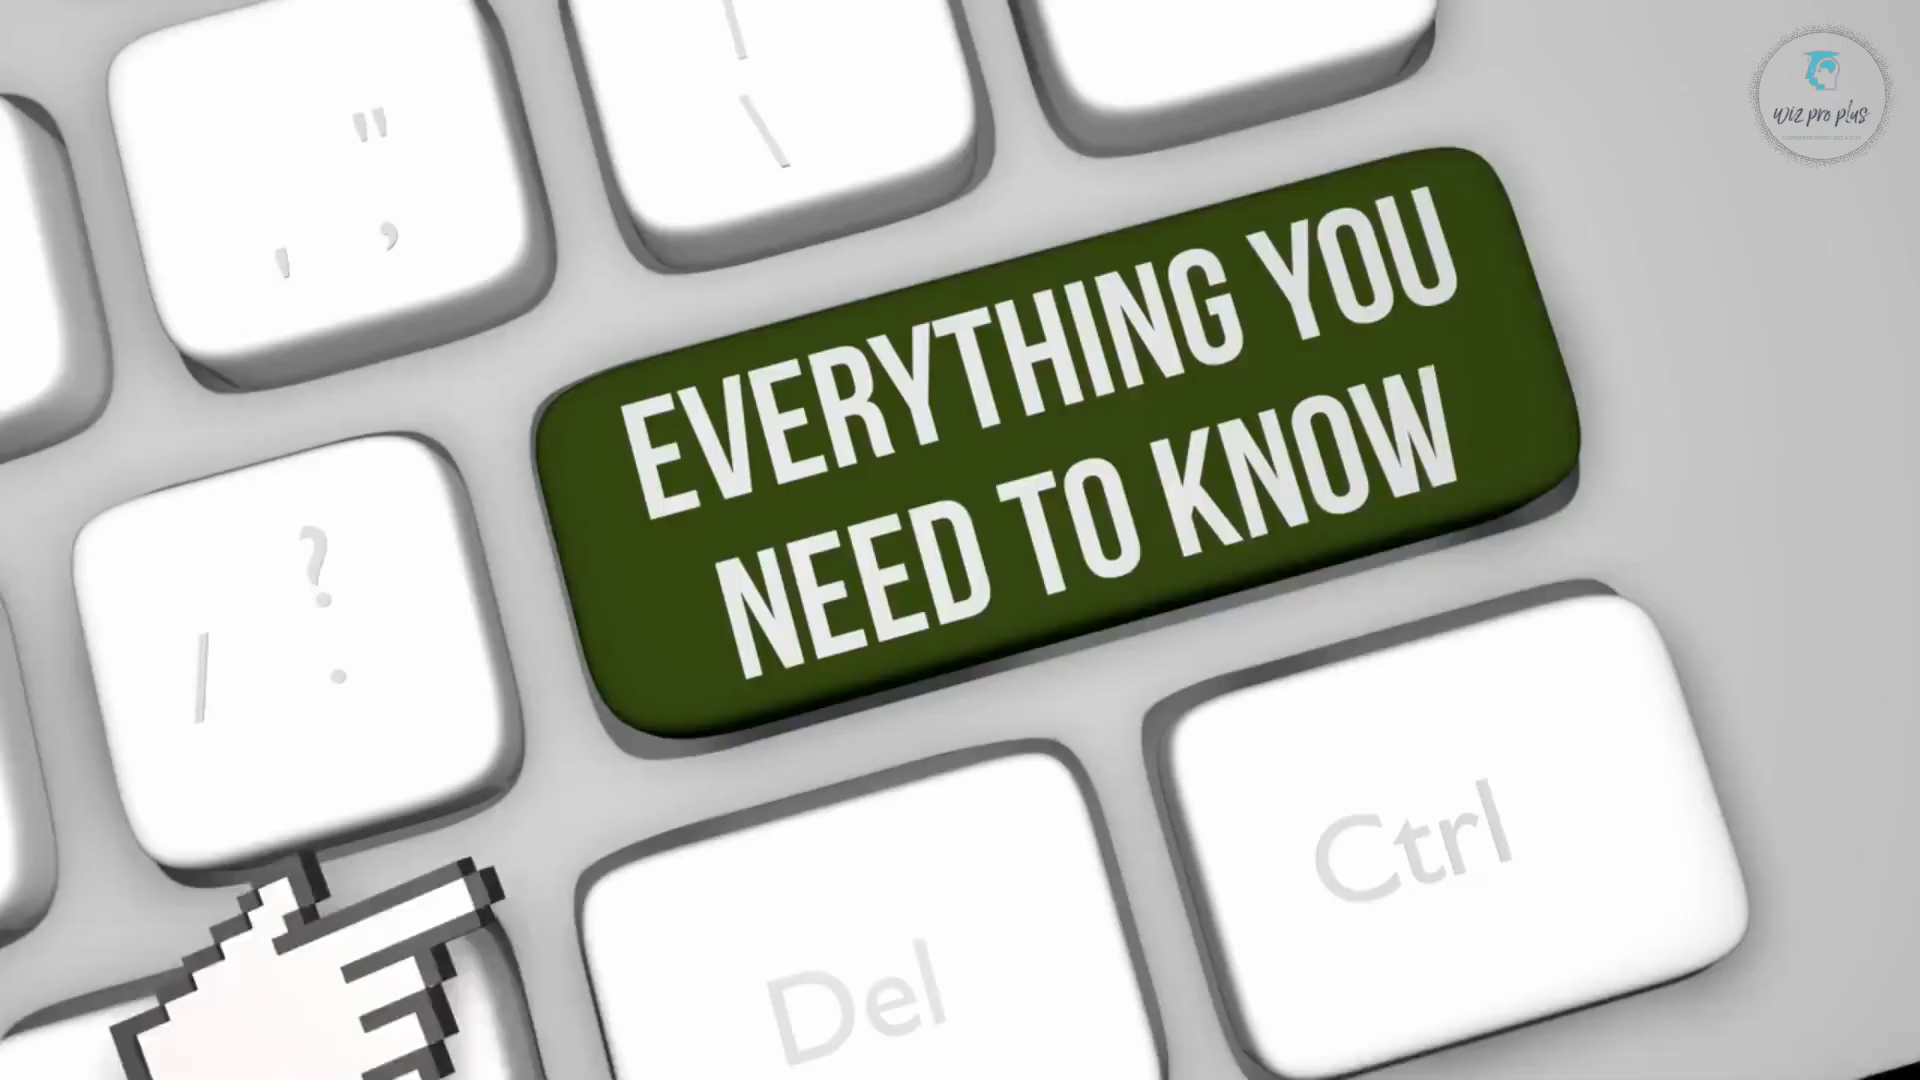 wiz pro plus
"
, '
|
\
EVERYTHING YOU
NEED TO KNOW
?
/ .
Ctrl
Del